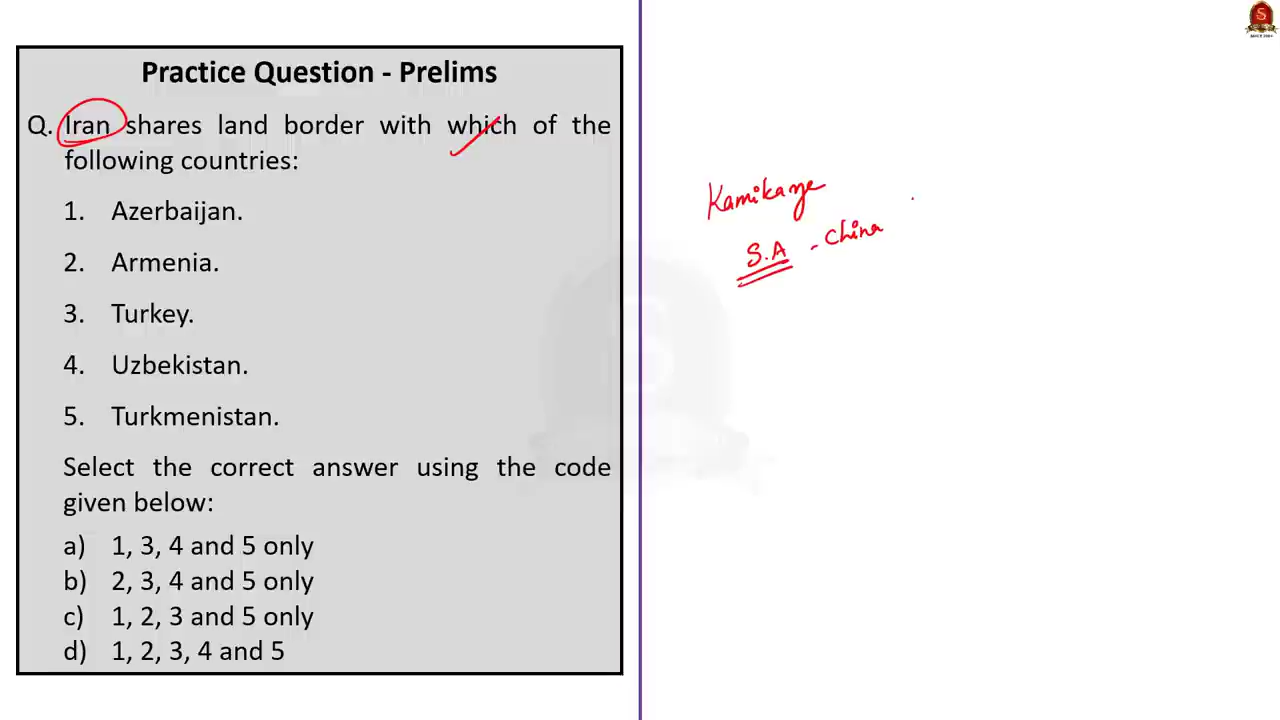 Practice Question - Prelims
Q. Iran shares land border with which of the
following countries:
1. Azerbaijan.
2. Armenia.
3. Turkey.
4. Uzbekistan.
5. Turkmenistan.
Select the correct answer using the code
given below:
a) 1, 3, 4 and 5 only
b) 2, 3, 4 and 5 only
c) 1, 2, 3 and 5 only
d) 1, 2, 3, 4 and 5
Kamikaze
S.A - China
S